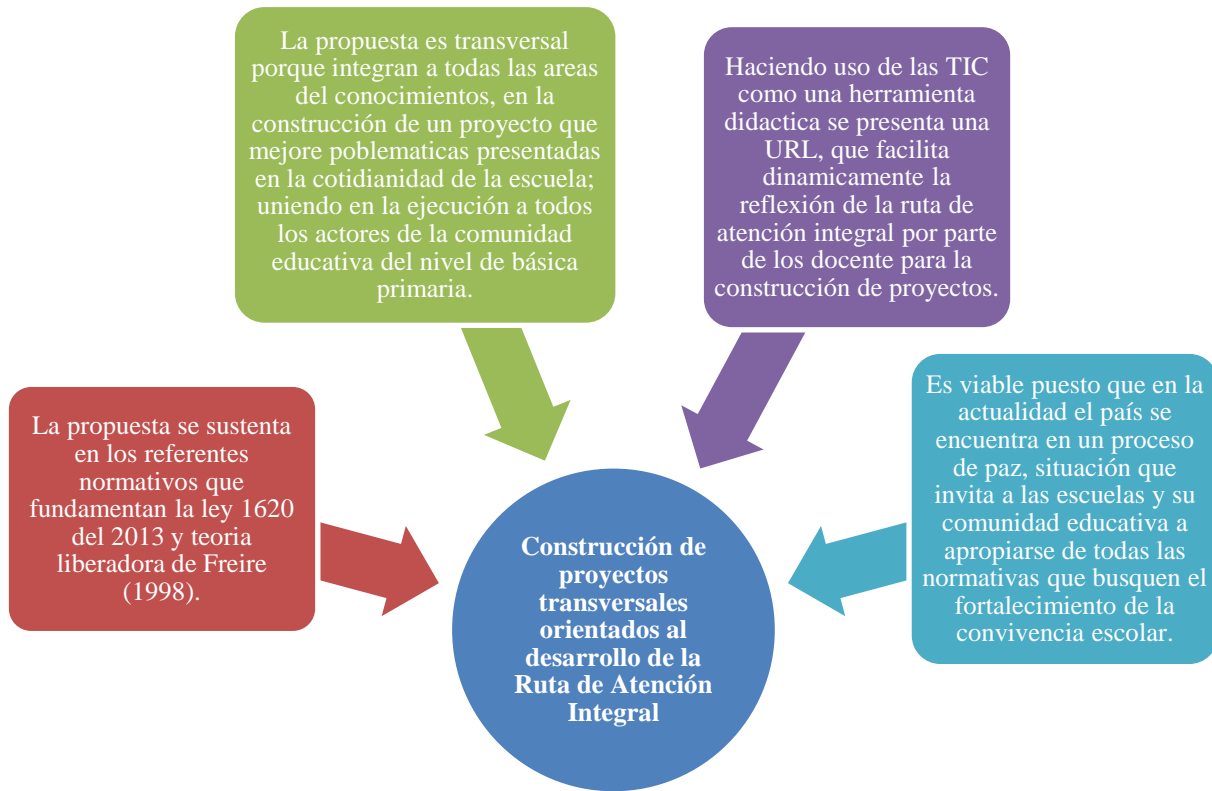 La propuesta es transversal
porque integran a todas las areas
del conocimientos, en la
construcción de un proyecto que
mejore poblematicas presentadas
en la cotidianidad de la escuela;
uniendo en la ejecución a todos
los actores de la comunidad
educativa del nivel de básica
primaria.
Haciendo uso de las TIC
como una herramienta
didactica se presenta una
URL, que facilita
dinamicamente la
reflexión de la ruta de
atención integral por parte
de los docente para la
construcción de proyectos.
La propuesta se sustenta
en los referentes
normativos que
fundamentan la ley 1620
del 2013 y teoria
liberadora de Freire
(1998).
Es viable puesto que en la
actualidad el país se
encuentra en un proceso
de paz, situación que
invita a las escuelas y su
comunidad educativa a
apropiarse de todas las
normativas que busquen el
fortalecimiento de la
convivencia escolar.
Construcción de
proyectos
transversales
orientados al
desarrollo de la
Ruta de Atención
Integral